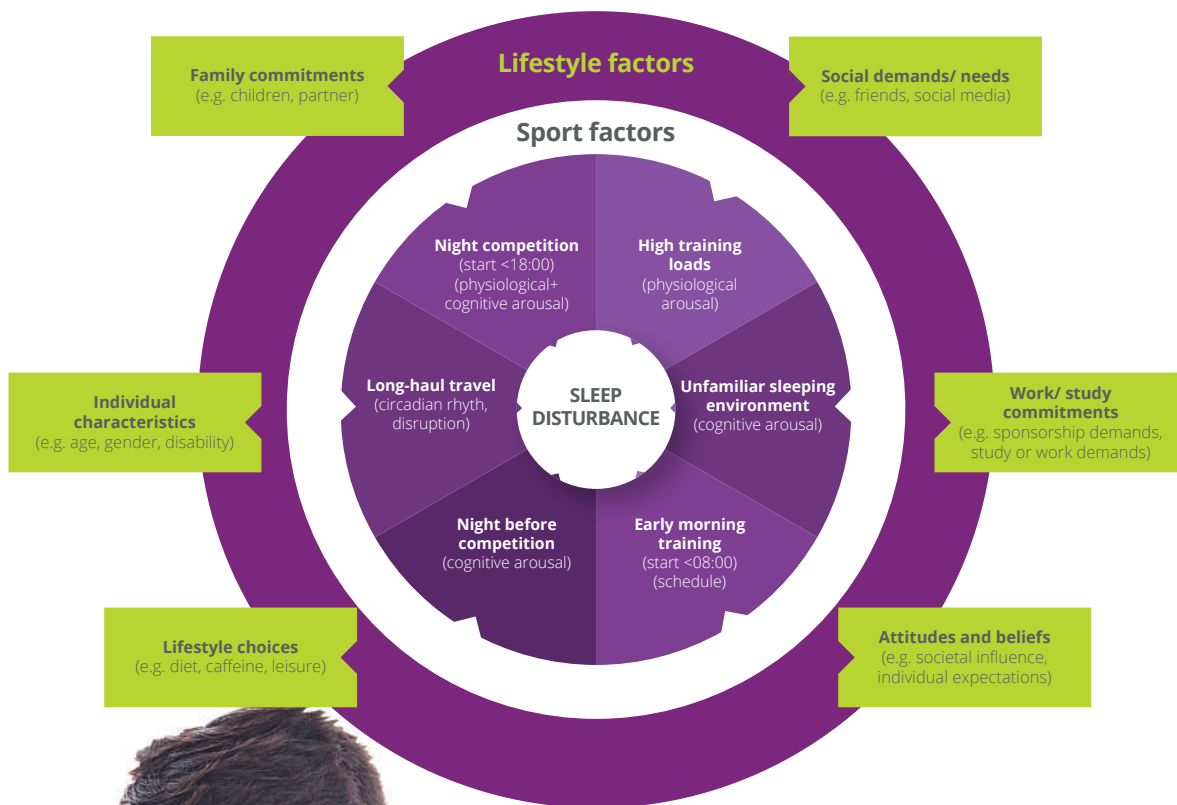 Lifestyle factors
Family commitments
(e.g. children, partner)
Social demands/ needs
(e.g. friends, social media)
Sport factors
Night competition
(start <18:00)
(physiological+
cognitive arousal)
High training
loads
(physiological
arousal)
Long-haul travel
(circadian rhyth,
disruption)
SLEEP
DISTURBANCE
Unfamiliar sleeping
environment
(cognitive arousal)
Individual
characteristics
(e.g. age, gender, disability)
Work/ study
commitments
(e.g. sponsorship demands,
study or work demands)
Night before
competition
(cognitive arousal)
Early morning
training
(start <08:00)
(schedule)
Lifestyle choices
(e.g. diet, caffeine, leisure)
Attitudes and beliefs
(e.g. societal influence,
individual expectations)